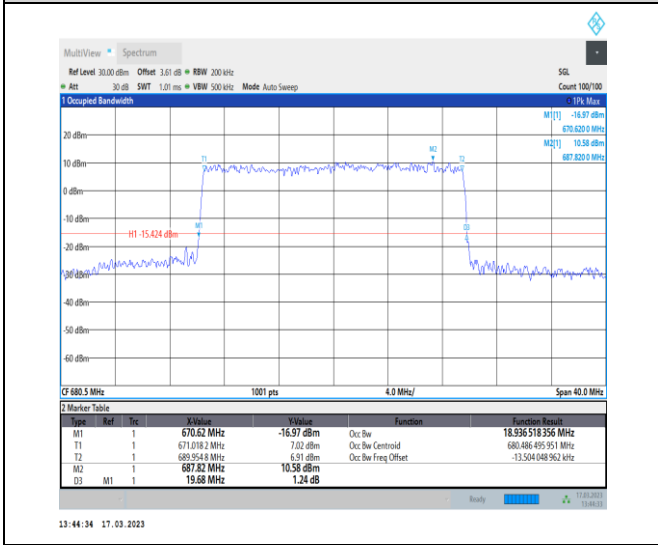 MultiView Spectrum
Ref Level 30.00 dBm Offset 3.61 dB RBW 200 kHz SGL
Att 30 dB SWT 1.01 ms VBW 500 kHz Mode Auto Sweep Count 100/100
1 Occupied Bandwidth 1Pk Max
M1[1] -16.97 dBm
670.6200 MHz
M2[1] 10.58 dBm
687.8200 MHz
20 dBm
M2
T1 T2
10 dBm
0 dBm
-10 dBm
M1 D3
H1 -15.424 dBm
-20 dBm
-30 dBm
-40 dBm
-50 dBm
-60 dBm
CF 680.5 MHz 1001 pts 4.0 MHz/ Span 40.0 MHz
2 Marker Table
Type Ref Trc X-Value Y-Value Function Function Result
M1 1 670.62 MHz -16.97 dBm Occ Bw 18.936 518 356 MHz
T1 1 671.018 2 MHz 7.02 dBm Occ Bw Centroid 680.486 495 951 MHz
T2 1 689.954 8 MHz 6.91 dBm Occ Bw Freq Offset -13.504 048 962 kHz
M2 1 687.82 MHz 10.58 dBm
D3 M1 1 19.68 MHz 1.24 dB
Ready 17.03.2023
13:44:33
13:44:34 17.03.2023